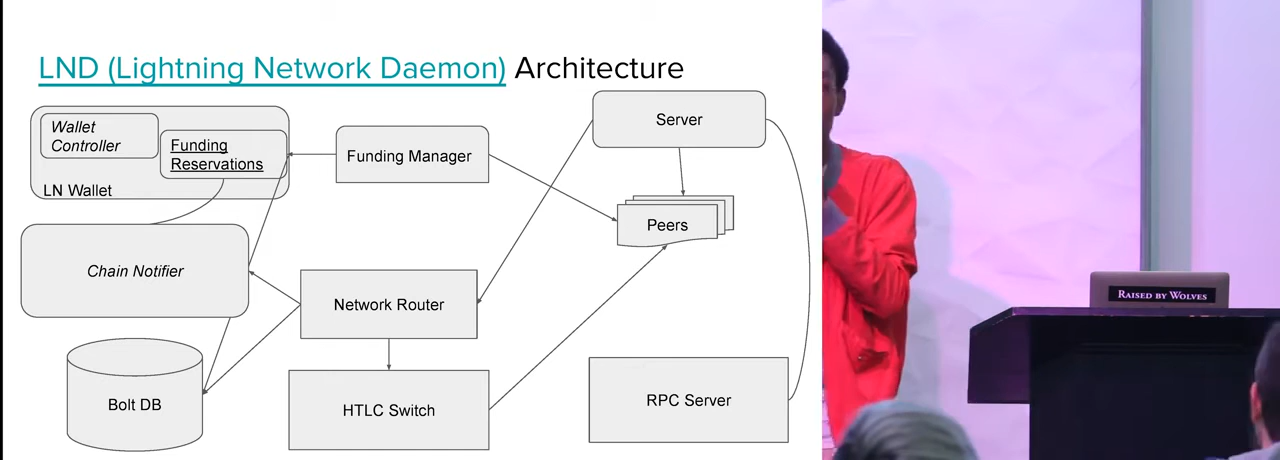 LND (Lightning Network Daemon) Architecture
Wallet
Controller
Funding
Reservations
LN Wallet
Funding Manager
Server
Peers
Chain Notifier
Network Router
Bolt DB
HTLC Switch
RPC Server
RAISED BY WOLVES